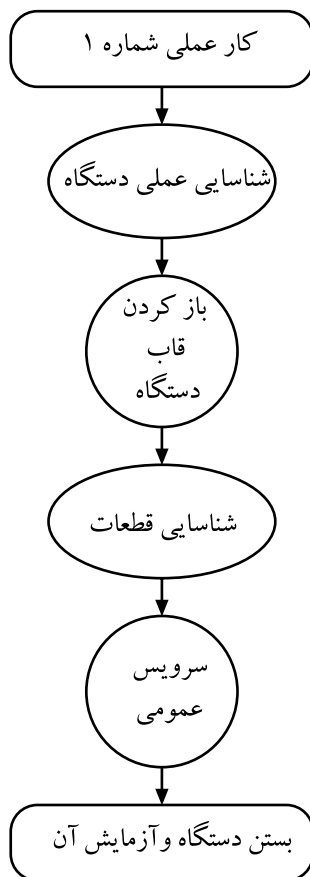 کار عملی شماره ۱
شناسایی عملی دستگاه
باز کردن
قاب
دستگاه
شناسایی قطعات
سرویس
عمومی
بستن دستگاه وآزمایش آن